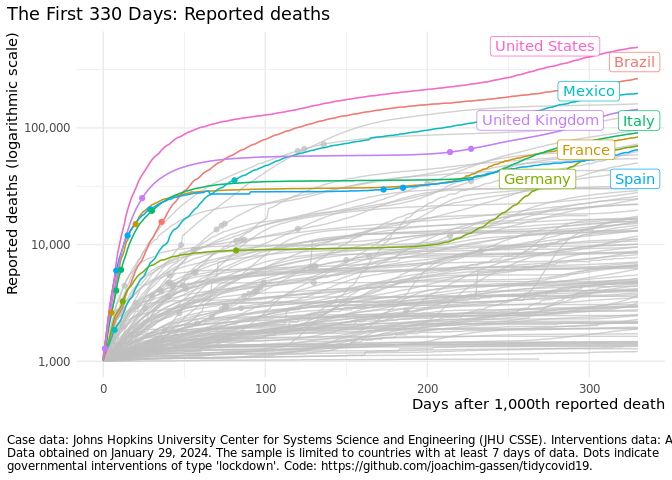 The First 330 Days: Reported deaths
Reported deaths (logarithmic scale)
100,000
10,000
1,000
United States
Brazil
Mexico
United Kingdom
Italy
France
Germany
Spain
0
100
200
300
Days after 1,000th reported death
Case data: Johns Hopkins University Center for Systems Science and Engineering (JHU CSSE). Interventions data: A
Data obtained on January 29, 2024. The sample is limited to countries with at least 7 days of data. Dots indicate
governmental interventions of type 'lockdown'. Code: https://github.com/joachim-gassen/tidycovid19.